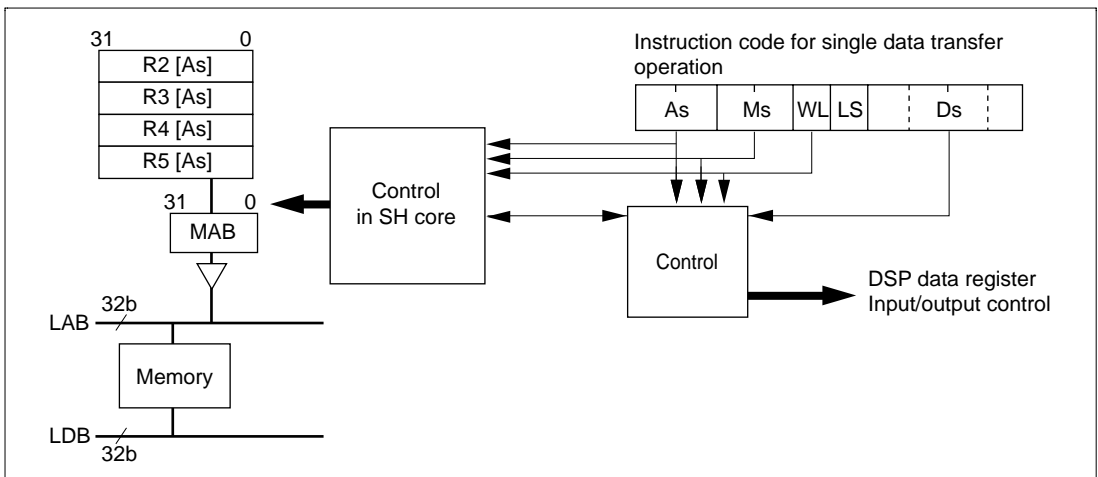 31 0
R2 [As]
R3 [As]
R4 [As]
R5 [As]
31 0
MAB
LAB 32b
Memory
LDB 32b
Control
in SH core
Instruction code for single data transfer
operation
As Ms WL LS Ds
Control
DSP data register
Input/output control